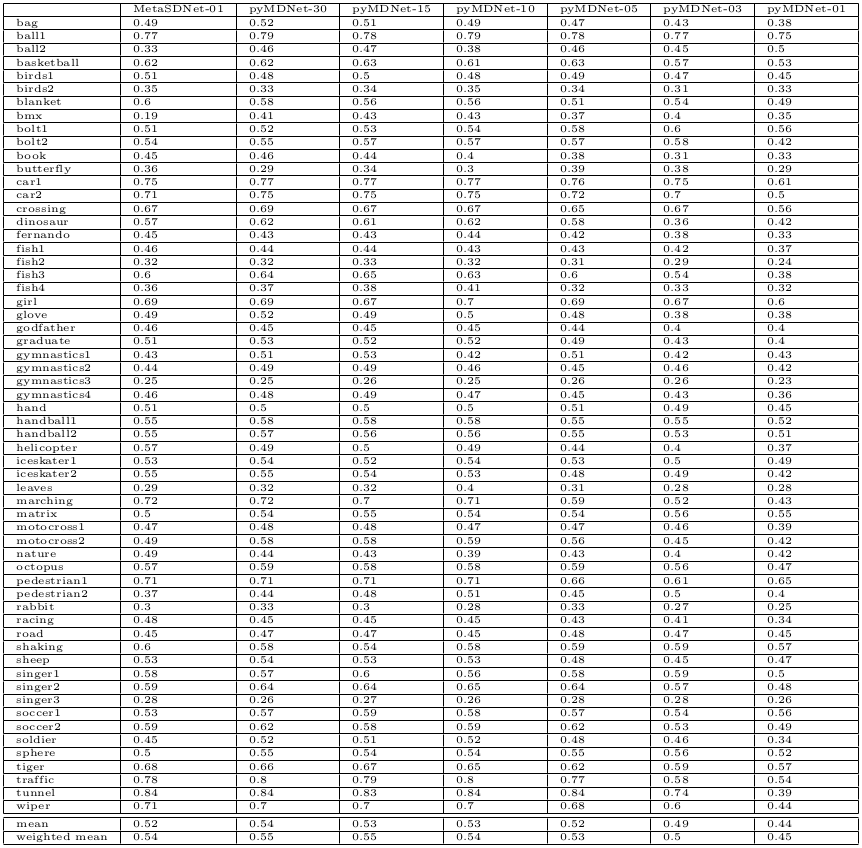 MetaSDNet-01 pyMDNet-30 pyMDNet-15 pyMDNet-10 pyMDNet-05 pyMDNet-03 pyMDNet-01
bag 0.49 0.52 0.51 0.49 0.47 0.43 0.38
ball1 0.77 0.79 0.78 0.79 0.78 0.77 0.75
ball2 0.33 0.46 0.47 0.38 0.46 0.45 0.5
basketball 0.62 0.62 0.63 0.61 0.63 0.57 0.53
birds1 0.51 0.48 0.5 0.48 0.49 0.47 0.45
birds2 0.35 0.33 0.34 0.35 0.34 0.31 0.33
blanket 0.6 0.58 0.56 0.56 0.51 0.54 0.49
bmx 0.19 0.41 0.43 0.43 0.37 0.4 0.35
bolt1 0.51 0.52 0.53 0.54 0.58 0.6 0.56
bolt2 0.54 0.55 0.57 0.57 0.57 0.58 0.42
book 0.45 0.46 0.44 0.4 0.38 0.31 0.33
butterfly 0.36 0.29 0.34 0.3 0.39 0.38 0.29
car1 0.75 0.77 0.77 0.77 0.76 0.75 0.61
car2 0.71 0.75 0.75 0.75 0.72 0.7 0.5
crossing 0.67 0.69 0.67 0.67 0.65 0.67 0.56
dinosaur 0.57 0.62 0.61 0.62 0.58 0.36 0.42
fernando 0.45 0.43 0.43 0.44 0.42 0.38 0.33
fish1 0.46 0.44 0.44 0.43 0.43 0.42 0.37
fish2 0.32 0.32 0.33 0.32 0.31 0.29 0.24
fish3 0.6 0.64 0.65 0.63 0.6 0.54 0.38
fish4 0.36 0.37 0.38 0.41 0.32 0.33 0.32
girl 0.69 0.69 0.67 0.7 0.69 0.67 0.6
glove 0.49 0.52 0.49 0.5 0.48 0.38 0.38
godfather 0.46 0.45 0.45 0.45 0.44 0.4 0.4
graduate 0.51 0.53 0.52 0.52 0.49 0.43 0.4
gymnastics1 0.43 0.51 0.53 0.42 0.51 0.42 0.43
gymnastics2 0.44 0.49 0.49 0.46 0.45 0.46 0.42
gymnastics3 0.25 0.25 0.26 0.25 0.26 0.26 0.23
gymnastics4 0.46 0.48 0.49 0.47 0.45 0.43 0.36
hand 0.51 0.5 0.5 0.5 0.51 0.49 0.45
handball1 0.55 0.58 0.58 0.58 0.55 0.55 0.52
handball2 0.55 0.57 0.56 0.56 0.55 0.53 0.51
helicopter 0.57 0.49 0.5 0.49 0.44 0.4 0.37
iceskater1 0.53 0.54 0.52 0.54 0.53 0.5 0.49
iceskater2 0.55 0.55 0.54 0.53 0.48 0.49 0.42
leaves 0.29 0.32 0.32 0.4 0.31 0.28 0.28
marching 0.72 0.72 0.7 0.71 0.59 0.52 0.43
matrix 0.5 0.54 0.55 0.54 0.54 0.56 0.55
motocross1 0.47 0.48 0.48 0.47 0.47 0.46 0.39
motocross2 0.49 0.58 0.58 0.59 0.56 0.45 0.42
nature 0.49 0.44 0.43 0.39 0.43 0.4 0.42
octopus 0.57 0.59 0.58 0.58 0.59 0.56 0.47
pedestrian1 0.71 0.71 0.71 0.71 0.66 0.61 0.65
pedestrian2 0.37 0.44 0.48 0.51 0.45 0.5 0.4
rabbit 0.3 0.33 0.3 0.28 0.33 0.27 0.25
racing 0.48 0.45 0.45 0.45 0.43 0.41 0.34
road 0.45 0.47 0.47 0.45 0.48 0.47 0.45
shaking 0.6 0.58 0.54 0.58 0.59 0.59 0.57
sheep 0.53 0.54 0.53 0.53 0.48 0.45 0.47
singer1 0.58 0.57 0.6 0.56 0.58 0.59 0.5
singer2 0.59 0.64 0.64 0.65 0.64 0.57 0.48
singer3 0.28 0.26 0.27 0.26 0.28 0.28 0.26
soccer1 0.53 0.57 0.59 0.58 0.57 0.54 0.56
soccer2 0.59 0.62 0.58 0.59 0.62 0.53 0.49
soldier 0.45 0.52 0.51 0.52 0.48 0.46 0.34
sphere 0.5 0.55 0.54 0.54 0.55 0.56 0.52
tiger 0.68 0.66 0.67 0.65 0.62 0.59 0.57
traffic 0.78 0.8 0.79 0.8 0.77 0.58 0.54
tunnel 0.84 0.84 0.83 0.84 0.84 0.74 0.39
wiper 0.71 0.7 0.7 0.7 0.68 0.6 0.44
mean 0.52 0.54 0.53 0.53 0.52 0.49 0.44
weighted mean 0.54 0.55 0.55 0.54 0.53 0.5 0.45